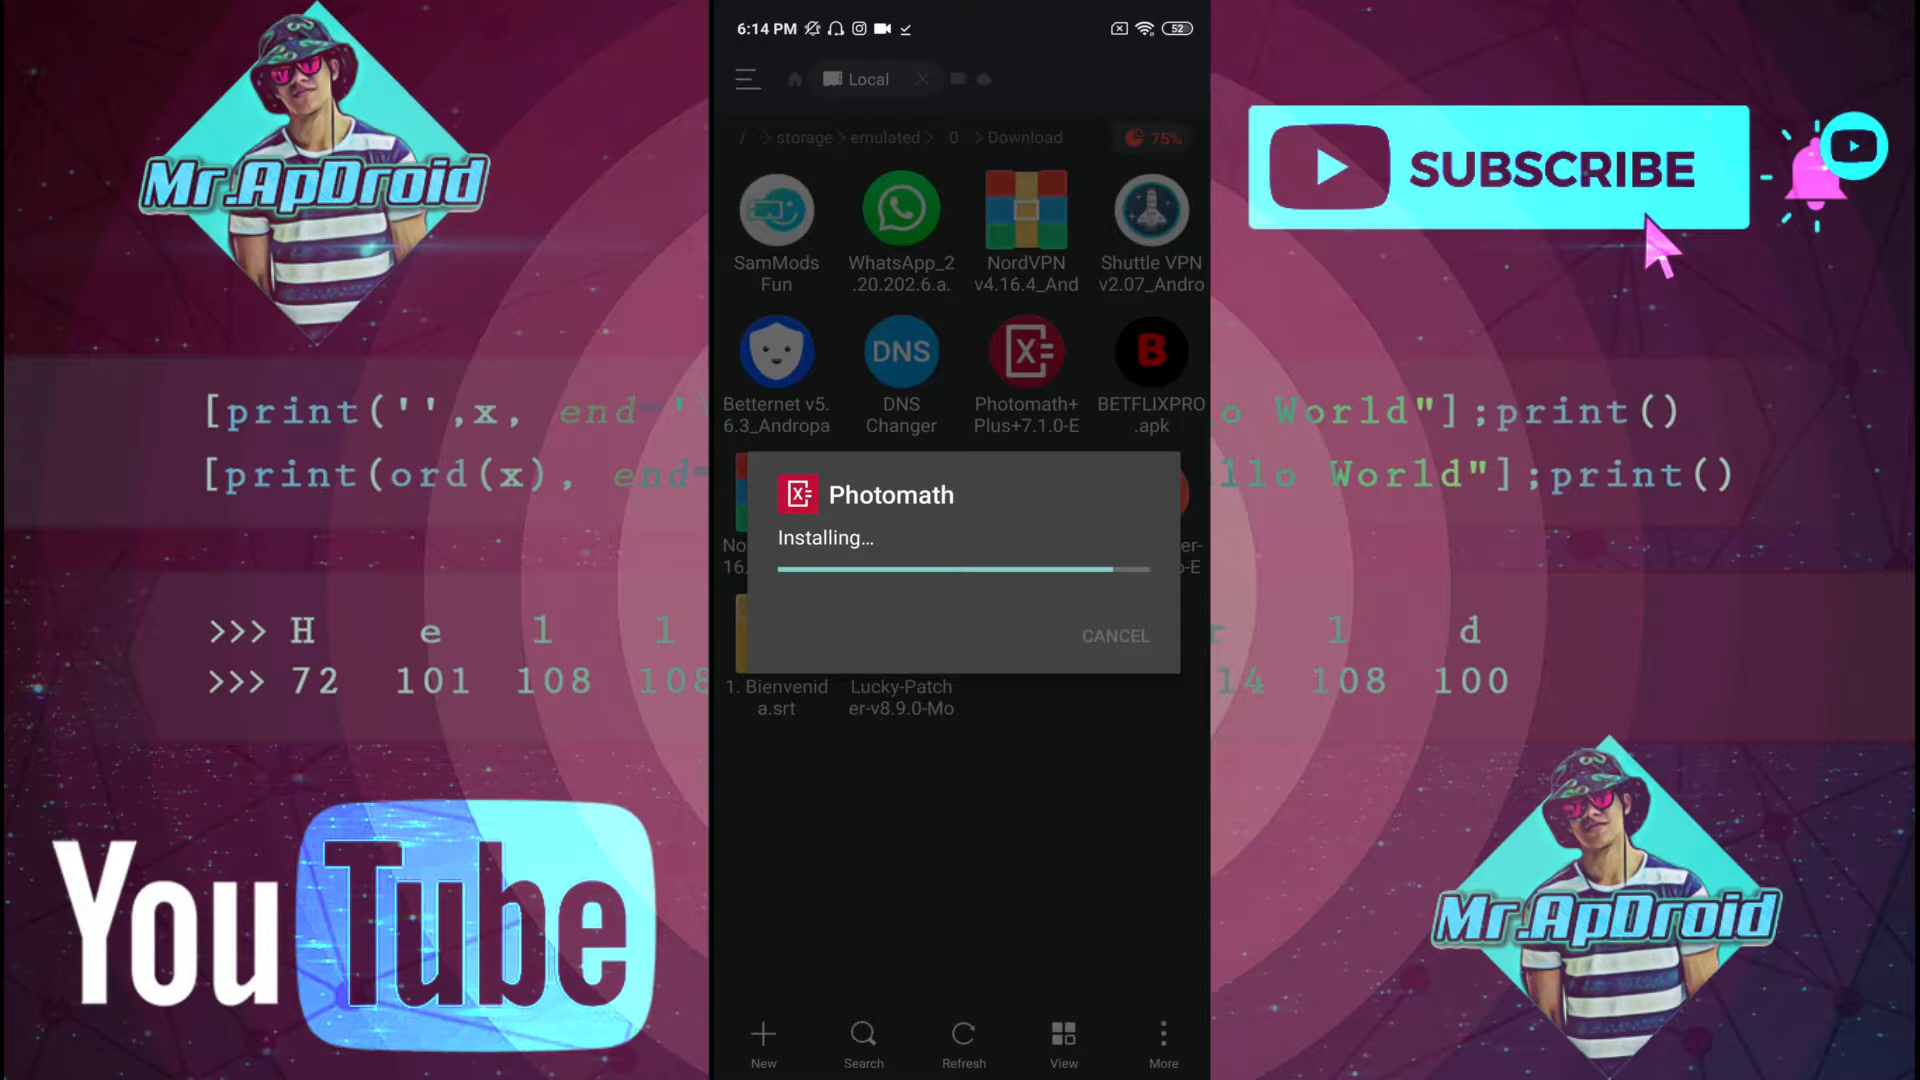 6:14 PM
52
Mr.ApDroid
Local
SUBSCRIBE
/ storage emulated 0 Download
75%
SamMods
Fun
WhatsApp_2
.20.202.6.a.
NordVPN
v4.16.4_And
Shuttle VPN
v2.07_Andro
DNS
B
Betternet v5.
6.3_Andropa
DNS
Changer
Photomath+
Plus+7.1.0-E
BETFLIXPRO
.apk
[print('',x, end='\
o World"];print()
[print(ord(x), end=
llo World"];print()
Photomath
Installing...
No
16.
er-
o-E
CANCEL
>>> H e l l
r l d
>>> 72 101 108 108
14 108 100
1. Bienvenid
a.srt
Lucky-Patch
er-v8.9.0-Mo
YouTube
Mr.ApDroid
New
Search
Refresh
View
More